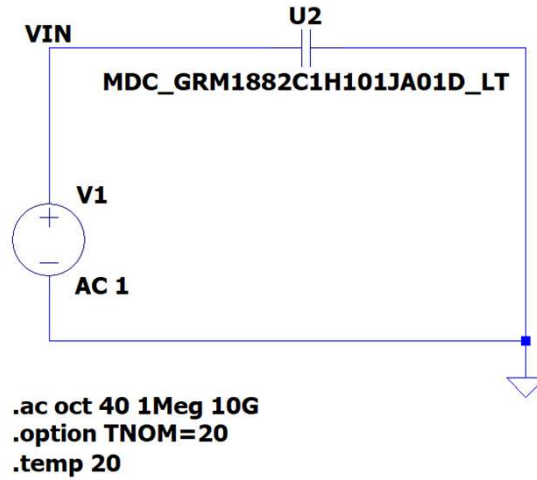 U2
VIN
MDC_GRM1882C1H101JA01D_LT
V1
AC 1
.ac oct 40 1Meg 10G
.option TNOM=20
.temp 20